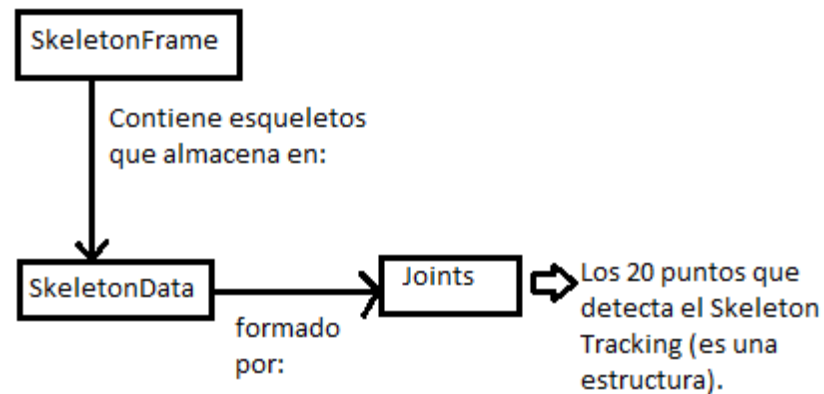 SkeletonFrame
Contiene esqueletos
que almacena en:
SkeletonData
formado
por:
Joints
Los 20 puntos que
detecta el Skeleton
Tracking (es una
estructura).